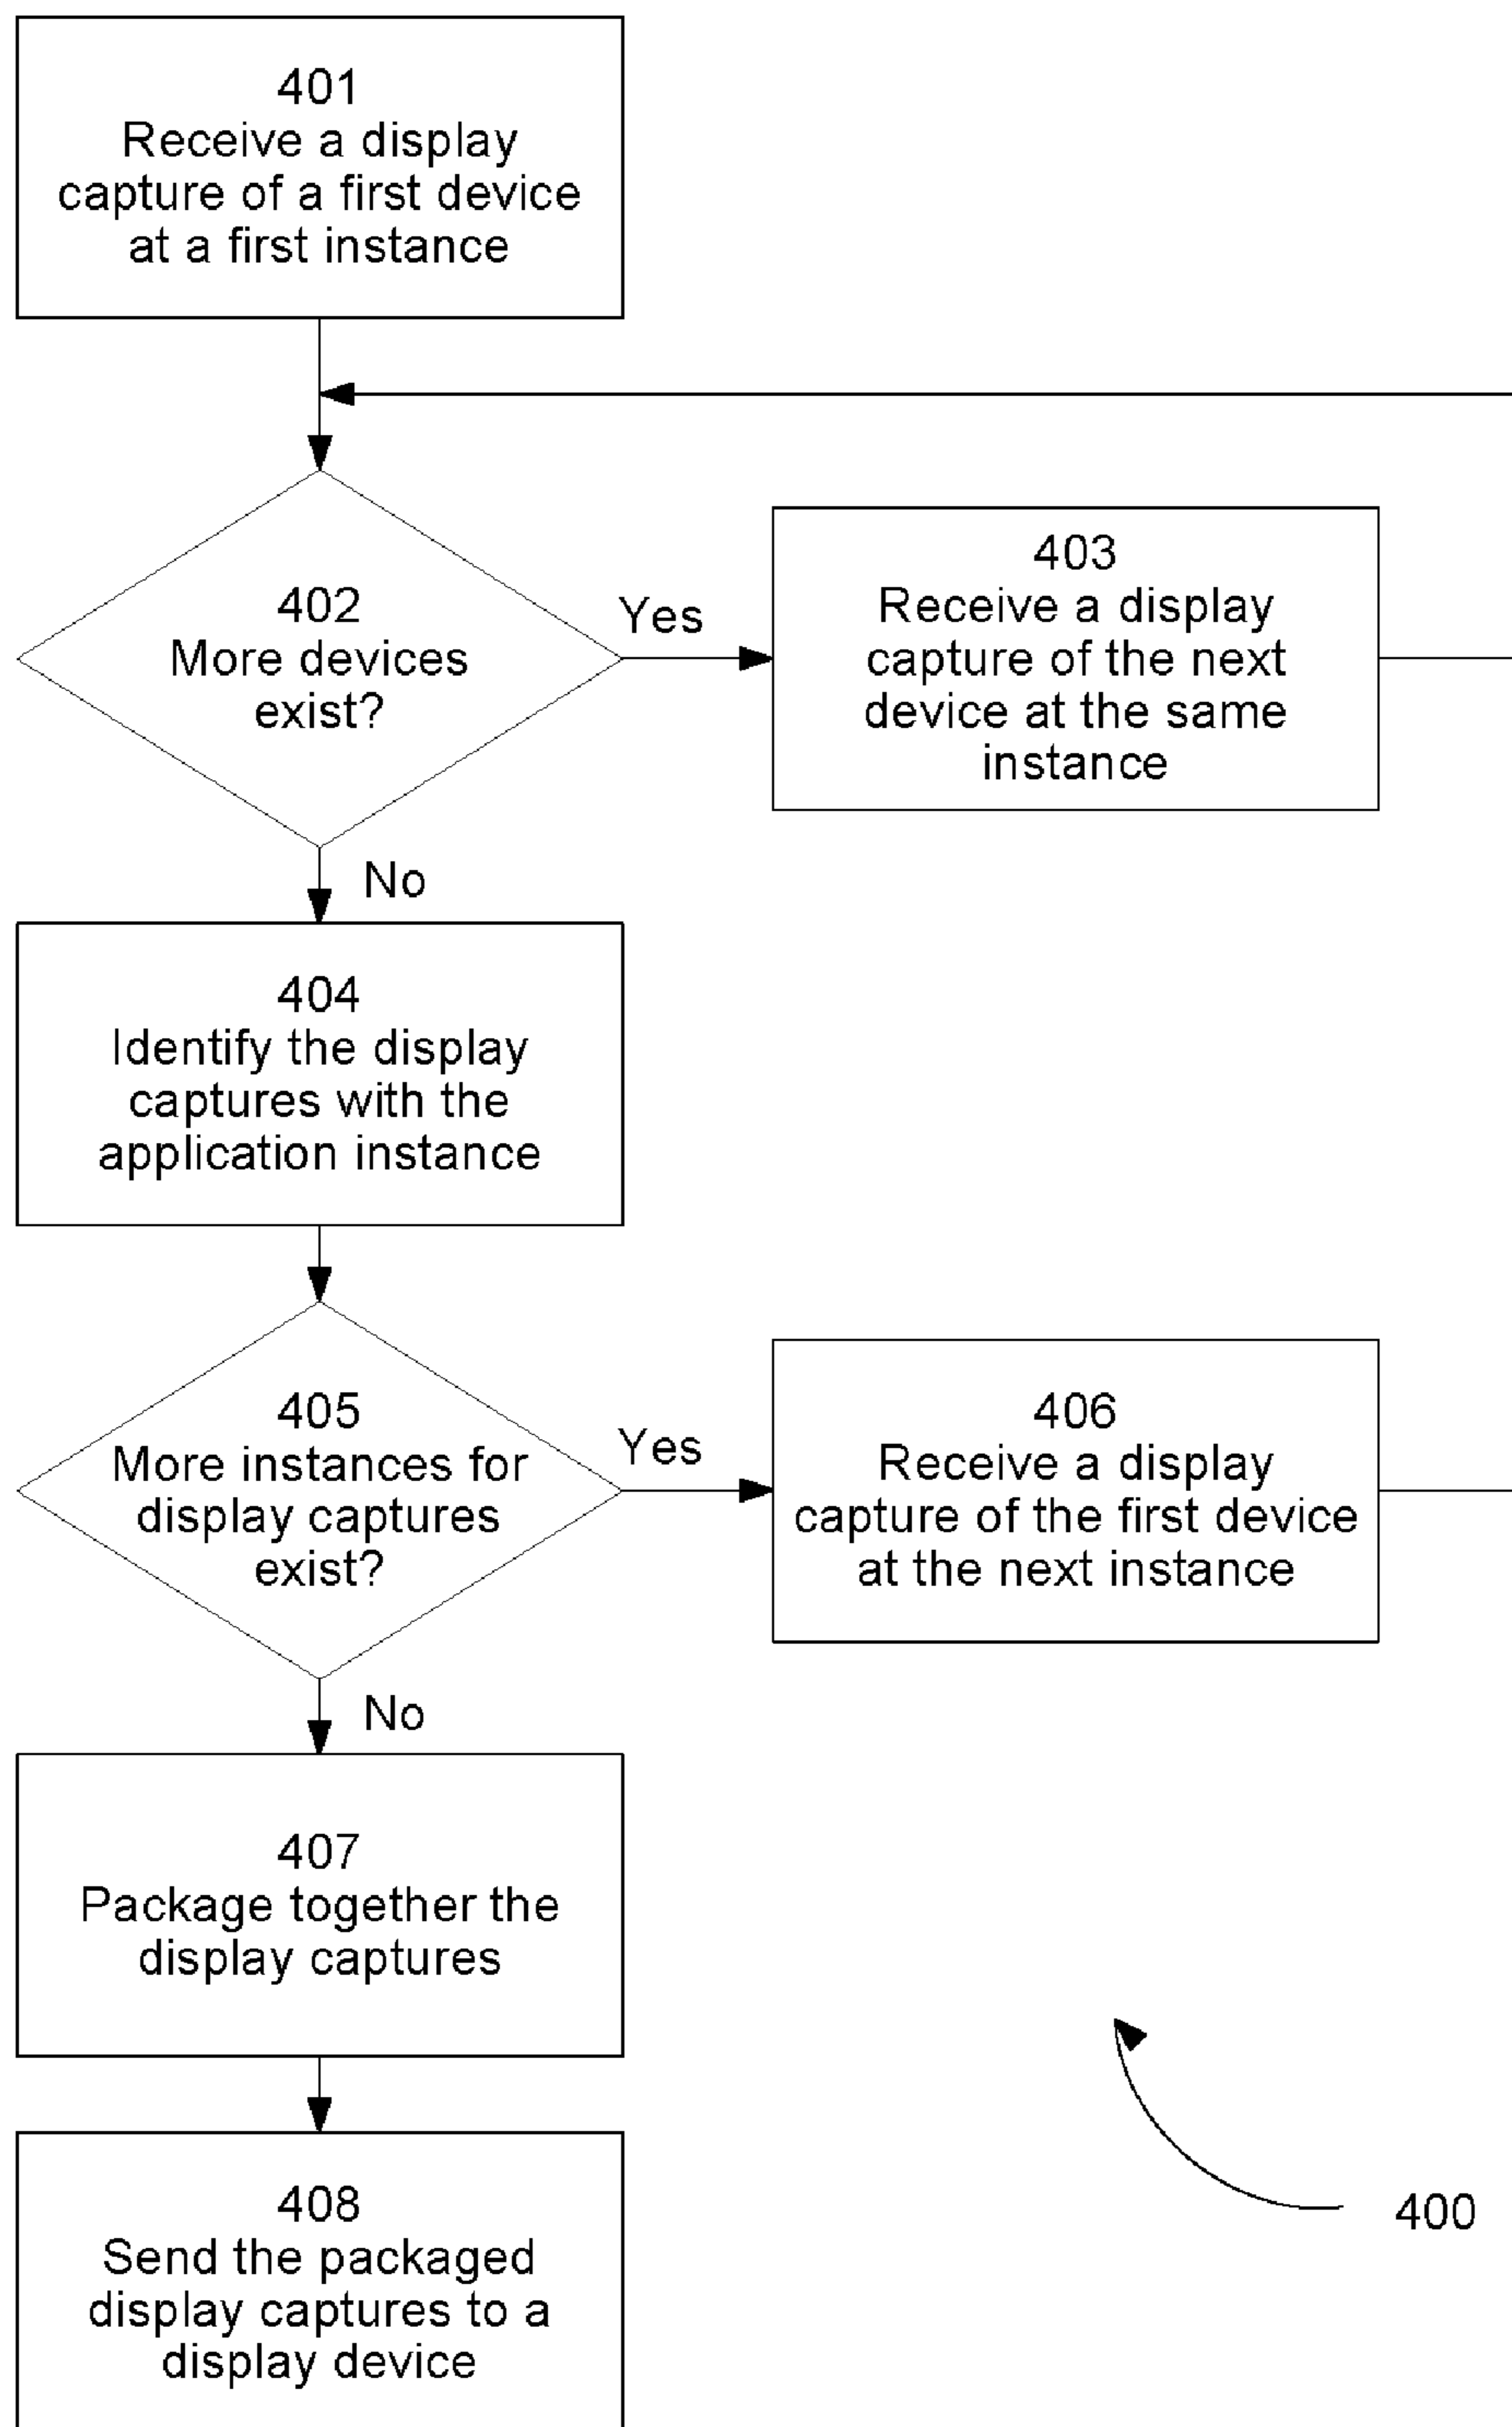 401
Receive a display
capture of a first device
at a first instance
402
More devices
exist?
Yes
403
Receive a display
capture of the next
device at the same
instance
No
404
Identify the display
captures with the
application instance
405
More instances for
display captures
exist?
Yes
406
Receive a display
capture of the first device
at the next instance
No
407
Package together the
display captures
408
Send the packaged
display captures to a
display device
400